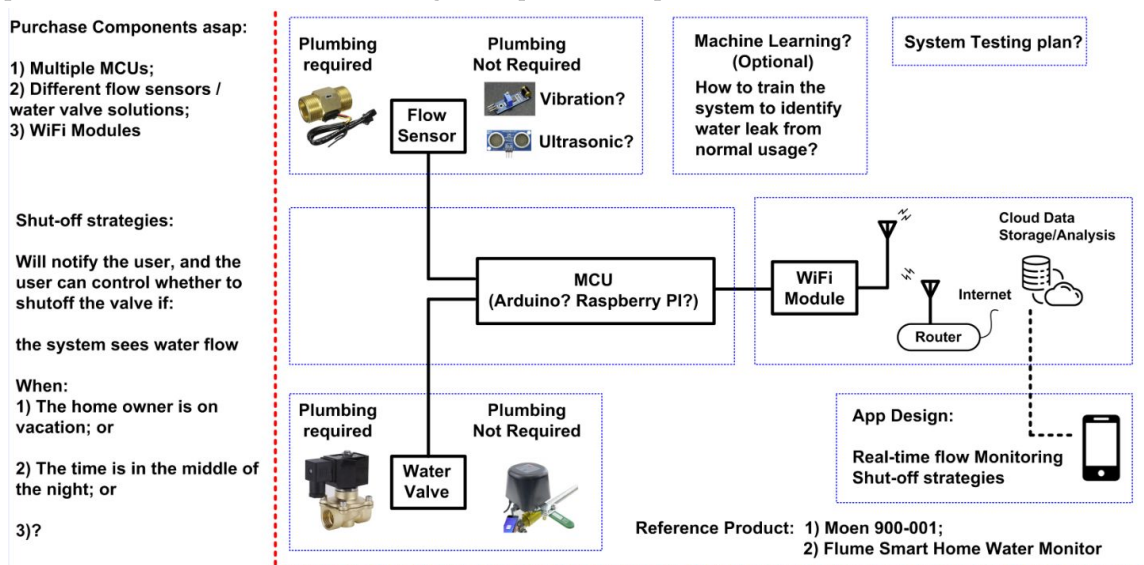 Purchase Components asap:
1) Multiple MCUs;
2) Different flow sensors /
water valve solutions;
3) WiFi Modules
Shut-off strategies:
Will notify the user, and the
user can control whether to
shutoff the valve if:
the system sees water flow
When:
1) The home owner is on
vacation; or
2) The time is in the middle of
the night; or
3)?
Plumbing
required
Flow
Sensor
Plumbing
Not Required
Vibration?
Ultrasonic?
Machine Learning?
(Optional)
How to train the
system to identify
water leak from
normal usage?
System Testing plan?
MCU
(Arduino? Raspberry PI?)
WiFi
Module
Router
Internet
Cloud Data
Storage/Analysis
Plumbing
required
Water
Valve
Plumbing
Not Required
App Design:
Real-time flow Monitoring
Shut-off strategies
Reference Product: 1) Moen 900-001;
2) Flume Smart Home Water Monitor